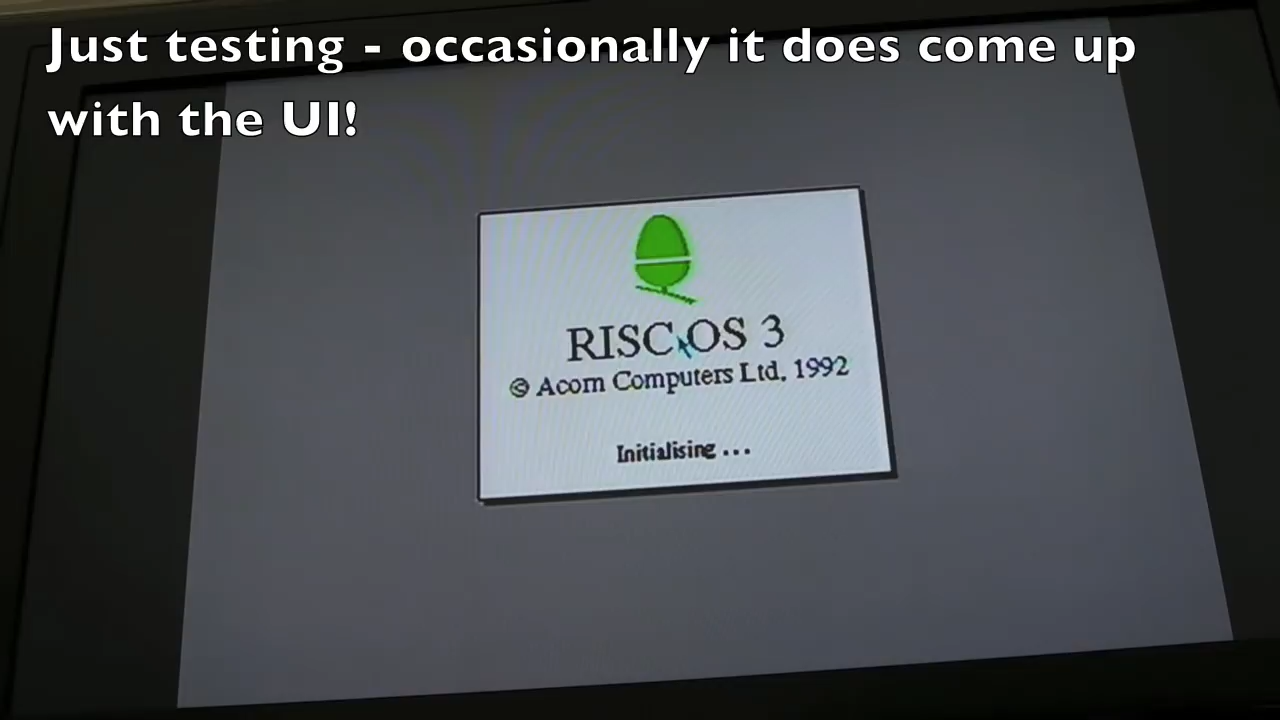 Just testing - occasionally it does come up
with the UI!
RISC OS 3
© Acorn Computers Ltd, 1992
Initialising ...